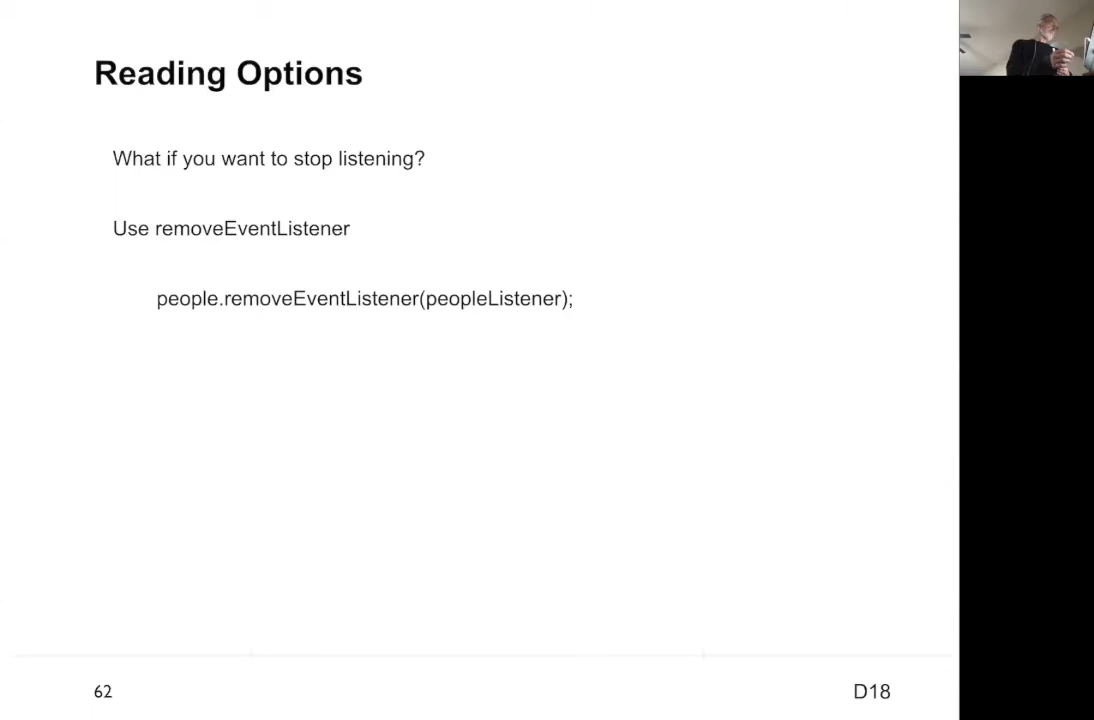 Reading Options
What if you want to stop listening?
Use removeEventListener
people.removeEventListener(peopleListener);
62
D18